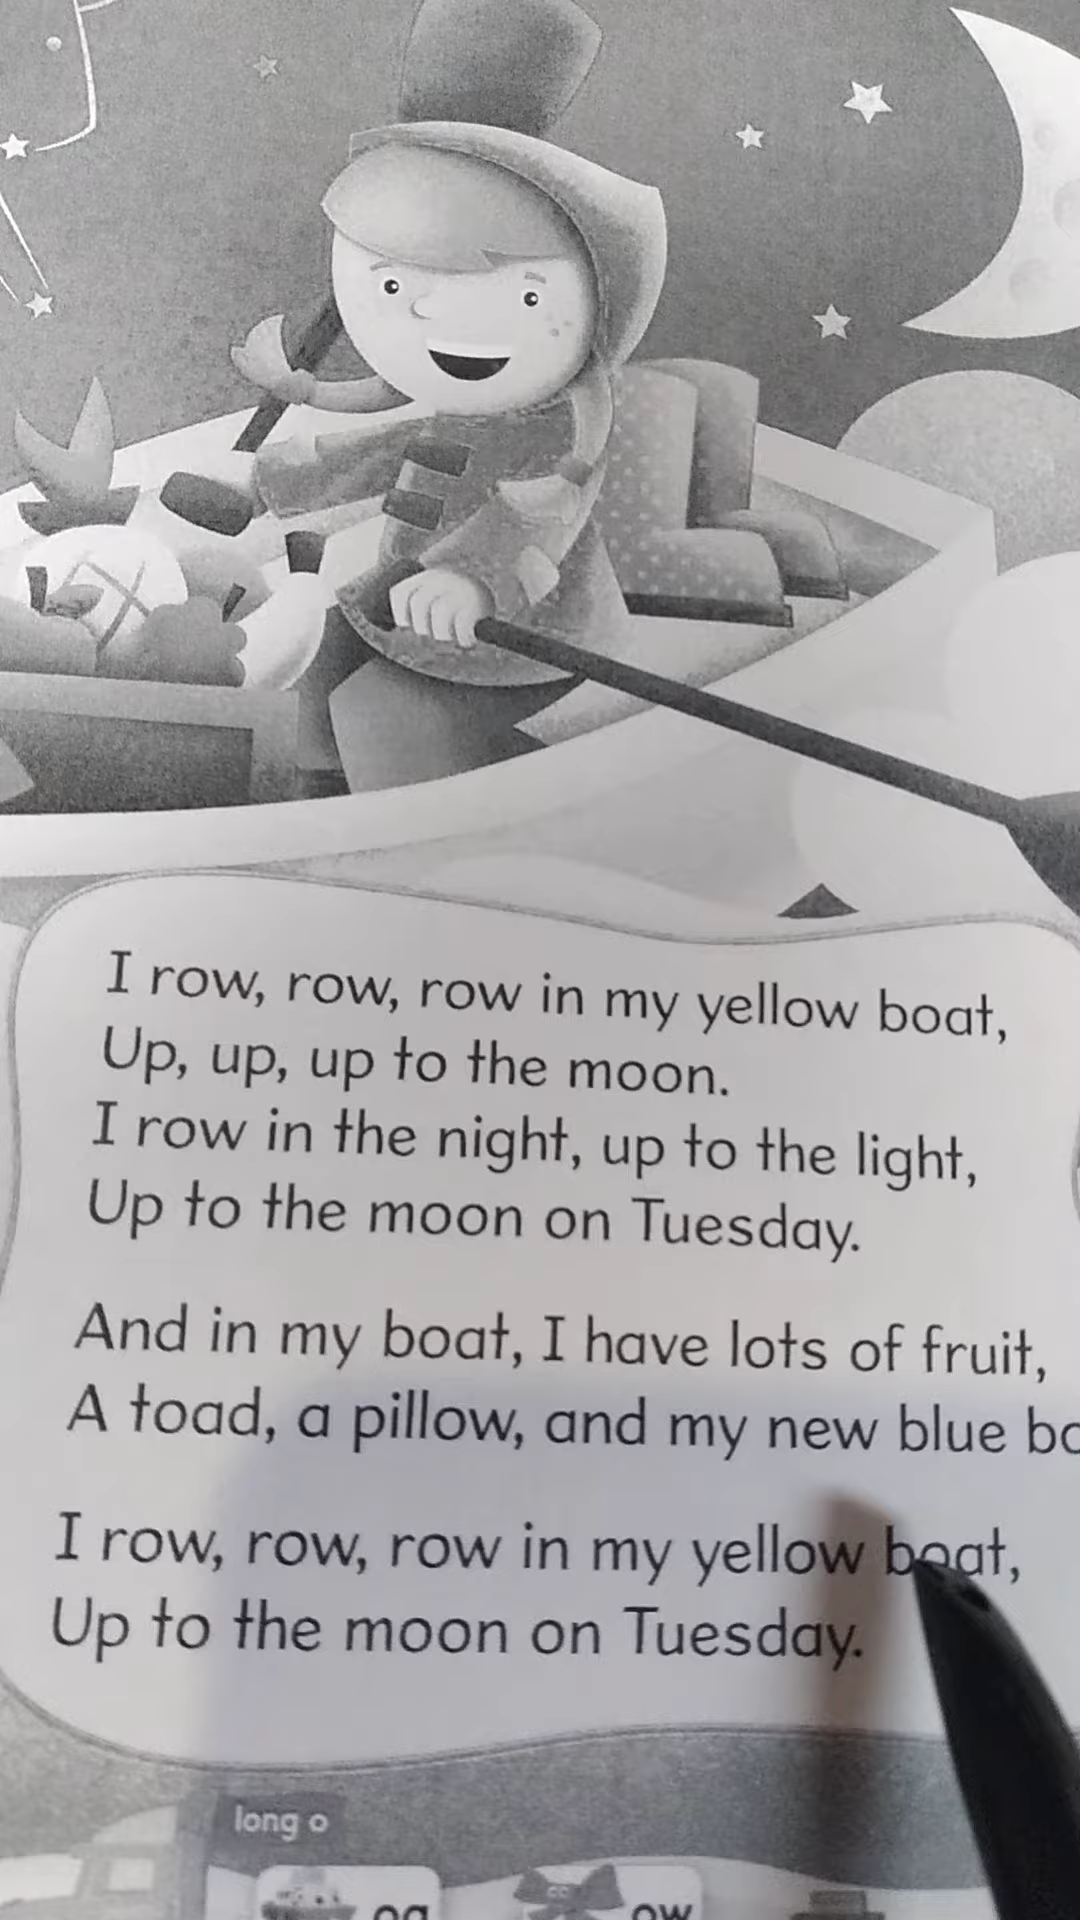 I row, row, row in my yellow boat,
Up, up, up to the moon.
I row in the night, up to the light,
Up to the moon on Tuesday.
And in my boat, I have lots of fruit,
A toad, a pillow, and my new blue
I row, row, row in my yellow boat,
Up to the moon on Tuesday.
long o
ow